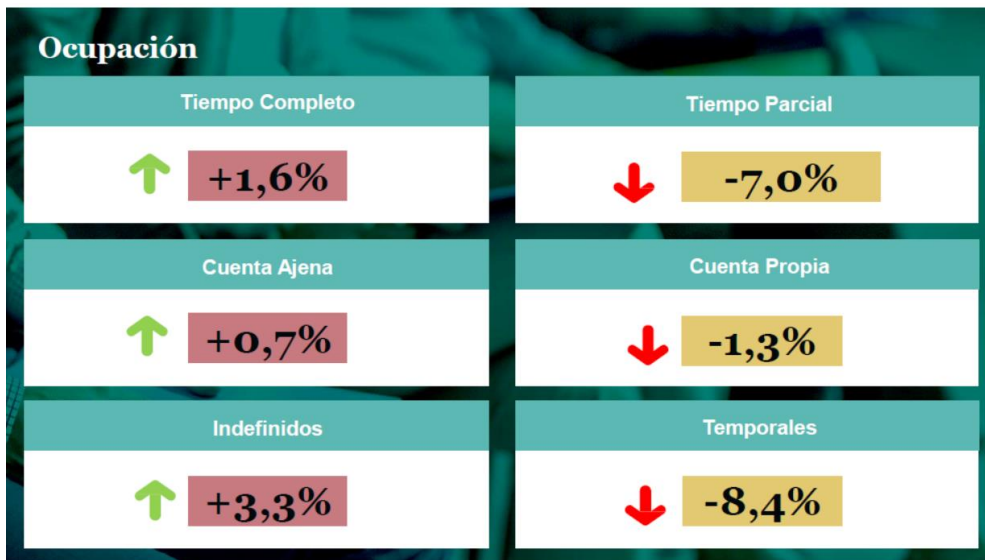 Ocupación
Tiempo Completo
+1,6%
Tiempo Parcial
-7,0%
Cuenta Ajena
+0,7%
Cuenta Propia
-1,3%
Indefinidos
+3,3%
Temporales
-8,4%